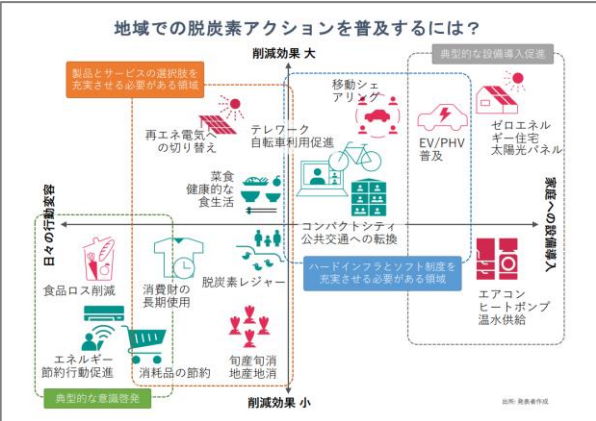 地域での脱炭素アクションを普及するには？
削減効果 大
典型的な設備導入促進
製品とサービスの選択肢を
充実させる必要がある領域
移動シェ
アリング
再エネ電気へ
の切り替え
テレワーク
自転車利用促進
EV/PHV
普及
ゼロエネル
ギー住宅
太陽光パネル
菜食
健康的な
食生活
日々の行動変容
コンパクトシティ
公共交通への転換
家庭への設備導入
食品ロス削減
消費財の
長期使用
脱炭素レジャー
ハードインフラとソフト制度を
充実させる必要がある領域
エアコン
ヒートポンプ
温水供給
エネルギー
節約行動促進
消耗品の節約
旬産旬消
地産地消
典型的な意識啓発
削減効果 小
出所: 発表者作成